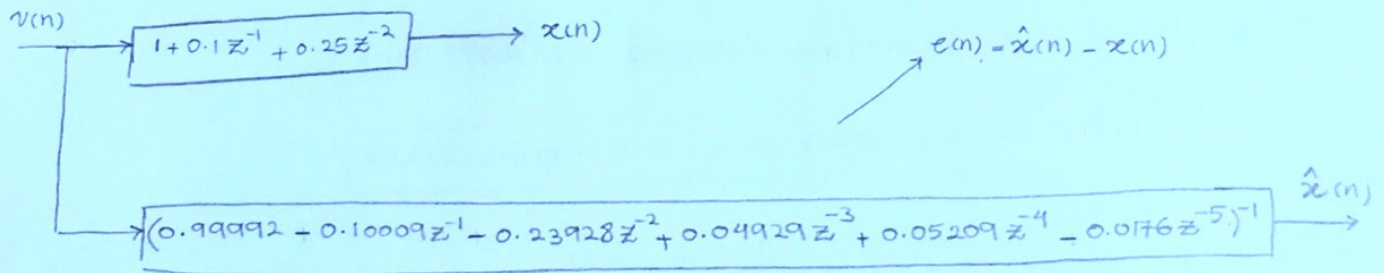 v(n)
1 + 0.1 z⁻¹ + 0.25 z⁻² x(n)
e(n) = x̂(n) - x(n)
x̂(n)
(0.99992 - 0.10009 z⁻¹ - 0.23928 z⁻² + 0.04929 z⁻³ + 0.05209 z⁻⁴ - 0.0176 z⁻⁵)⁻¹